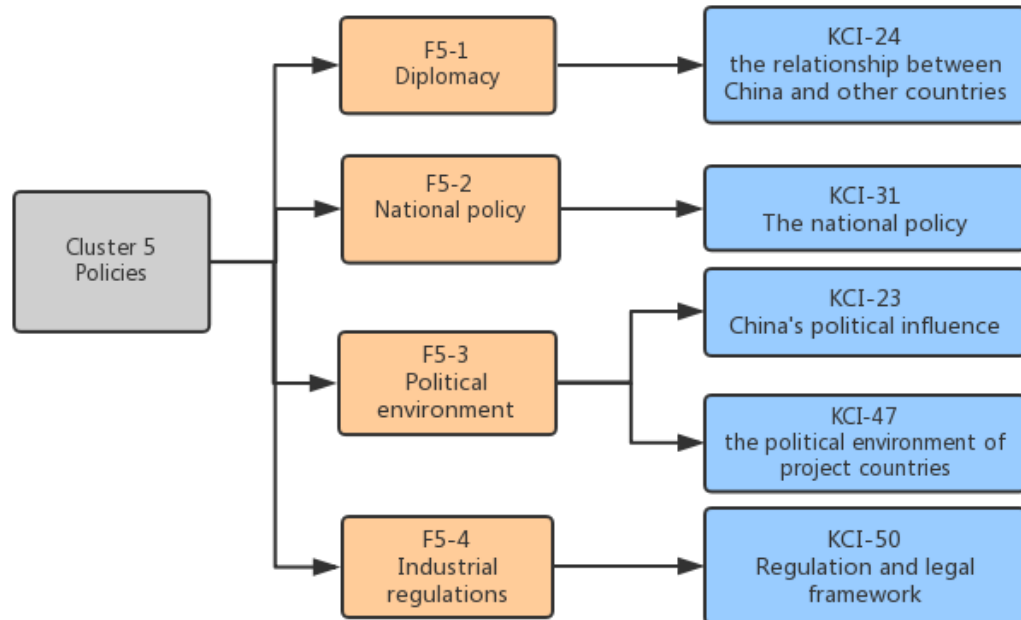 F5-1
Diplomacy
KCI-24
the relationship between
China and other countries
F5-2
National policy
KCI-31
The national policy
Cluster 5
Policies
KCI-23
China's political influence
F5-3
Political
environment
KCI-47
the political environment of
project countries
F5-4
Industrial
regulations
KCI-50
Regulation and legal
framework